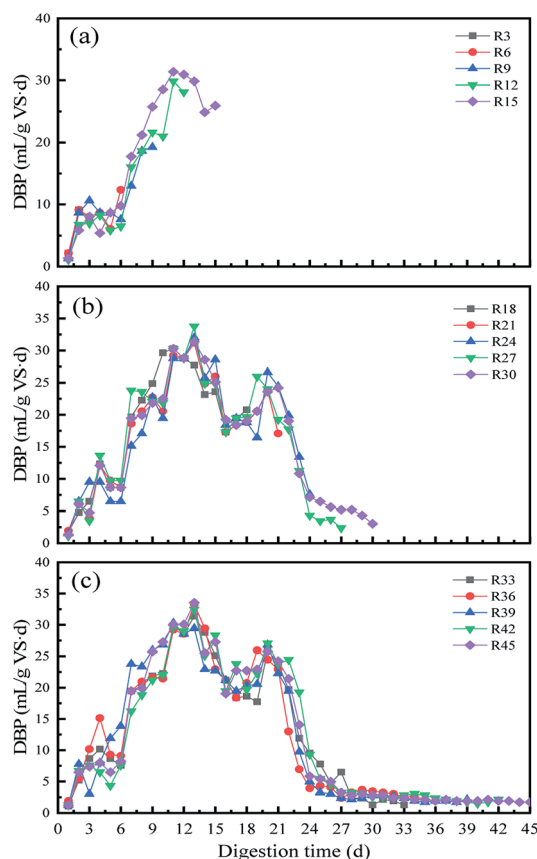 (a)
R3
R6
R9
R12
R15
DBP (mL/g VS·d)
40
30
20
10
0
(b)
R18
R21
R24
R27
R30
DBP (mL/g VS·d)
40
35
30
25
20
15
10
5
0
(c)
R33
R36
R39
R42
R45
DBP (mL/g VS·d)
40
35
30
25
20
15
10
5
0
0 3 6 9 12 15 18 21 24 27 30 33 36 39 42 45
Digestion time (d)